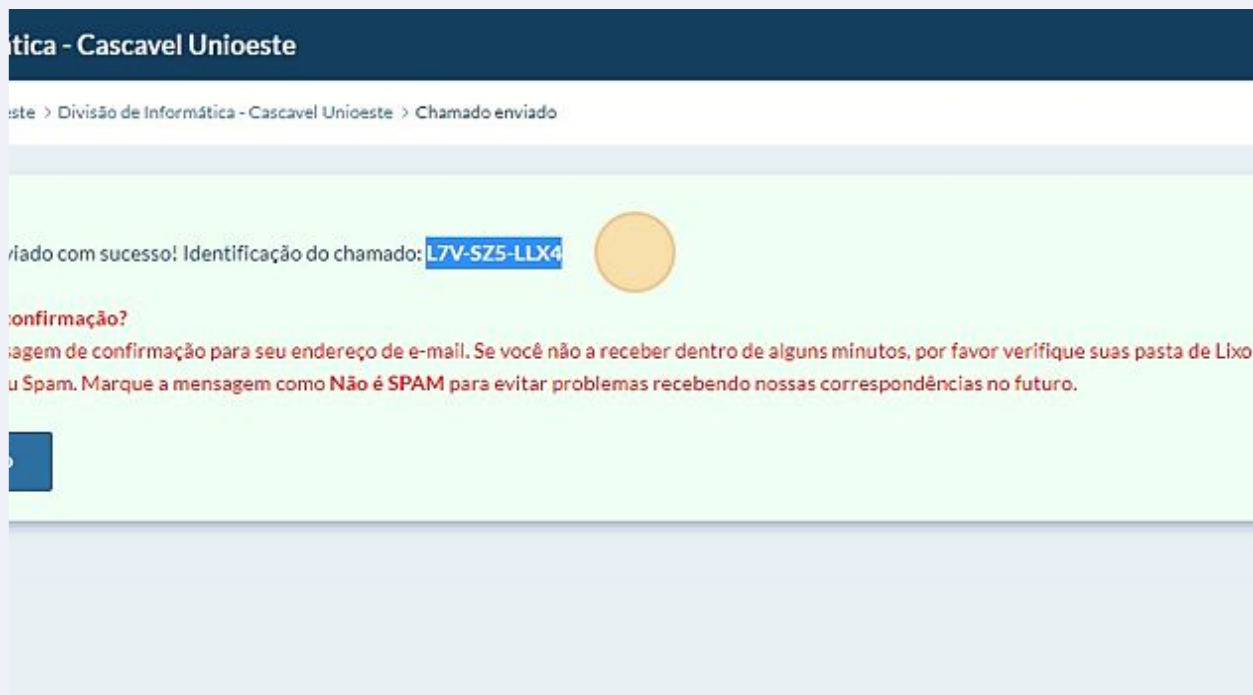 ática - Cascavel Unioeste
este > Divisão de Informática - Cascavel Unioeste > Chamado enviado
viado com sucesso! Identificação do chamado: L7V-SZ5-LLX4
confirmação?
sagem de confirmação para seu endereço de e-mail. Se você não a receber dentro de alguns minutos, por favor verifique suas pasta de Lixo
u Spam. Marque a mensagem como Não é SPAM para evitar problemas recebendo nossas correspondências no futuro.